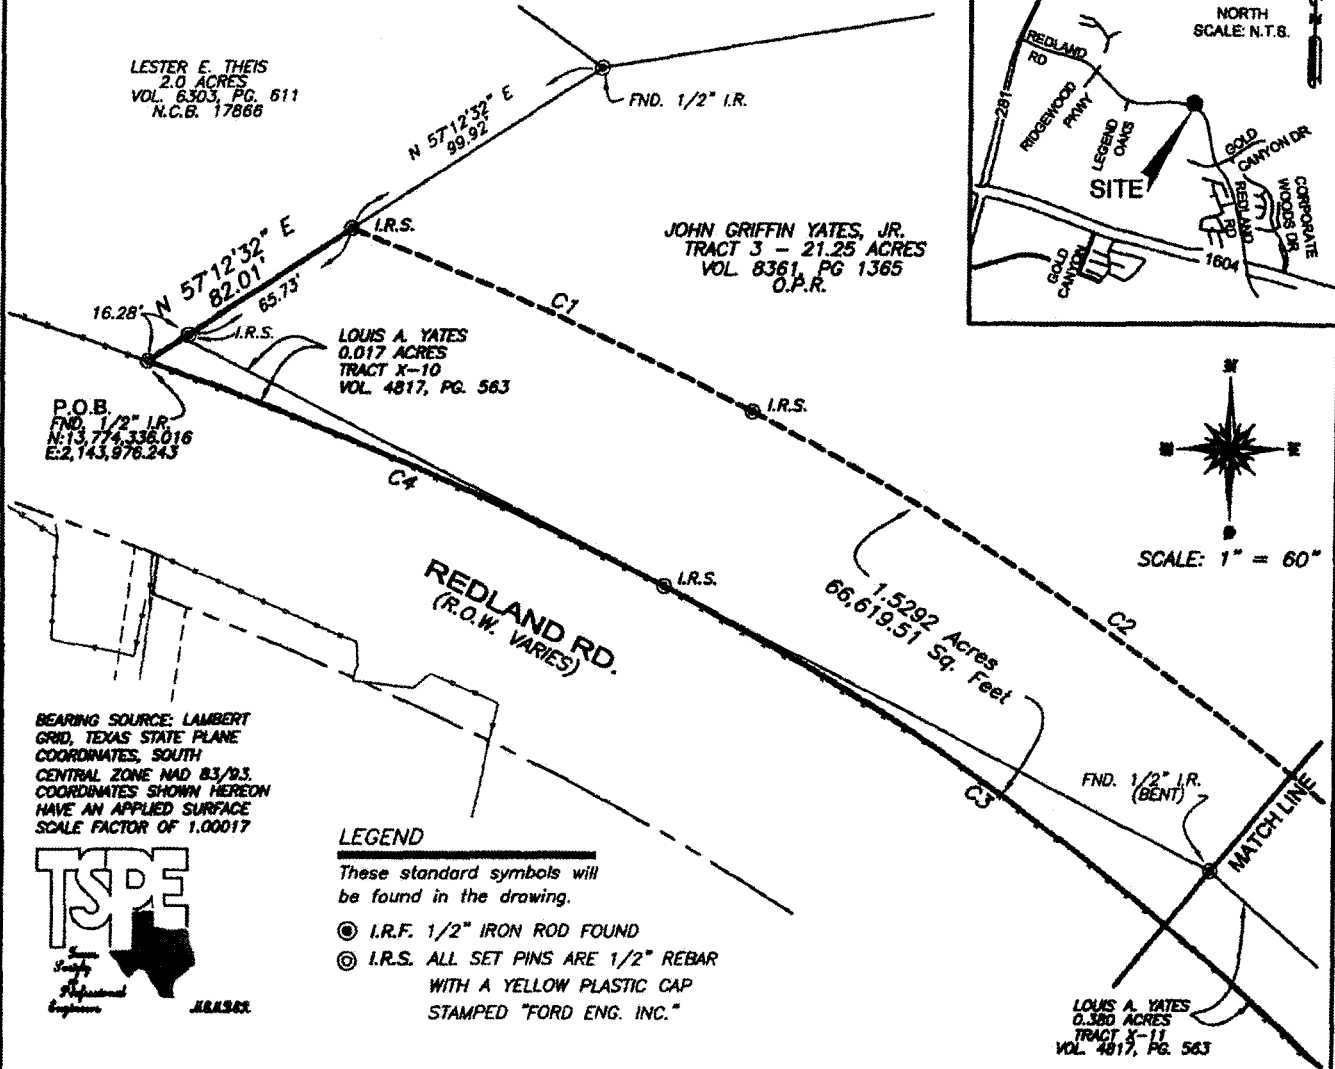 LESTER E. THEIS
2.0 ACRES
VOL. 6303, PG. 611
N.C.B. 17866
N 57°12'32" E
99.92'
FND. 1/2" I.R.
NORTH
SCALE: N.T.S.
REDLAND
RD
281
RIDGEWOOD
PKWY
LEGEND
OAKS
SITE
GOLD
CANYON DR
REDLAND
RD
CORPORATE
WOODS DR
1604
GOLD
CANYON
I.R.S.
N 57°12'32" E
82.01'
65.73'
16.28'
I.R.S.
JOHN GRIFFIN YATES, JR.
TRACT 3 - 21.25 ACRES
VOL. 8361, PG 1365
O.P.R.
C1
LOUIS A. YATES
0.017 ACRES
TRACT X-10
VOL. 4817, PG. 563
P.O.B.
FND. 1/2" I.R.
N:13,774,336.016
E:2,143,976.243
I.R.S.
C4
SCALE: 1" = 60'
I.R.S.
REDLAND RD.
(R.O.W. VARIES)
1.5292 Acres
66,619.51 Sq. Feet
C2
BEARING SOURCE: LAMBERT
GRID, TEXAS STATE PLANE
COORDINATES, SOUTH
CENTRAL ZONE NAD 83/93.
COORDINATES SHOWN HEREON
HAVE AN APPLIED SURFACE
SCALE FACTOR OF 1.00017
FND. 1/2" I.R.
(BENT)
C3
MATCH LINE
LEGEND
These standard symbols will
be found in the drawing.
I.R.F. 1/2" IRON ROD FOUND
I.R.S. ALL SET PINS ARE 1/2" REBAR
WITH A YELLOW PLASTIC CAP
STAMPED "FORD ENG. INC."
TSPE
Texas
Society
of
Professional
Engineers
LOUIS A. YATES
0.380 ACRES
TRACT X-11
VOL. 4817, PG. 563